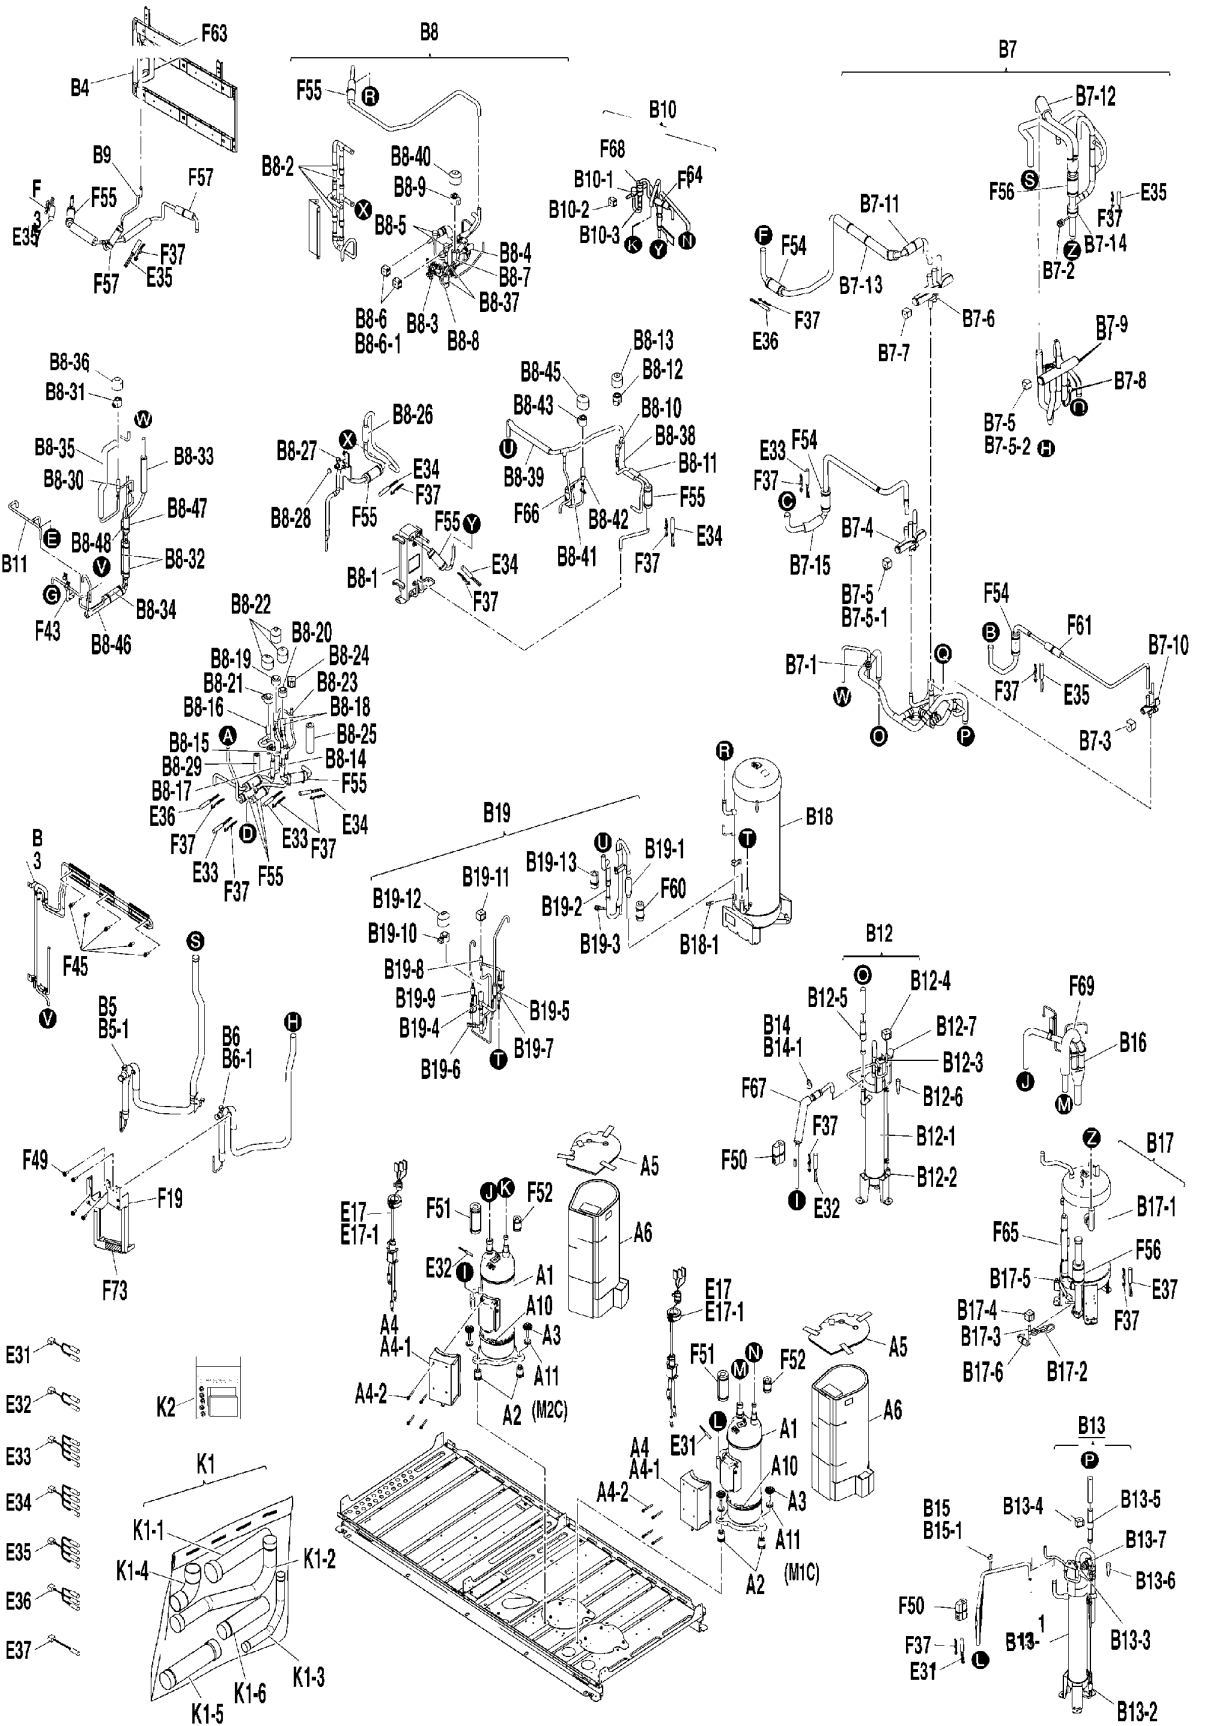 F63
B4
B9
F57
F
3
F55
E35
F37
F57
E35
B8
F55
R
B8-40
B8-2
B8-9
X
B8-5
B8-4
B8-7
B8-37
B8-6
B8-3
B8-6-1
B8-8
B10
F68
B10-1
F64
B10-2
B10-3
K
Y
N
B7
B7-12
S
F56
E35
F37
B7-14
Z
B7-2
B7-11
F
F54
B7-13
F37
E36
B7-6
B7-7
B7-9
B7-8
B7-5
B7-5-2
H
B8-36
B8-31
W
B8-35
B8-33
B8-30
B8-47
E
B11
B8-48
V
B8-32
G
B8-34
F43
B8-46
B8-26
B8-27
X
E34
F37
B8-28
F55
F55
Y
B8-1
E34
F37
B8-13
B8-45
B8-12
B8-43
B8-10
U
B8-38
B8-39
B8-11
F55
F66
B8-42
B8-41
E34
F37
F54
E33
F37
C
B7-4
B7-15
B7-5
B7-5-1
F54
B
F61
B7-10
B7-1
Q
F37
E35
W
O
P
B7-3
B8-22
B8-20
B8-19
B8-24
B8-21
B8-23
B8-16
B8-18
A
B8-25
B8-15
B8-14
B8-29
B8-17
F55
E36
E34
F37
E33
D
F37
E33
F37
F55
B
3
F45
V
S
B5
B5-1
B6
B6-1
H
F49
F19
F73
B19
B19-11
B19-12
B19-10
B19-8
B19-9
B19-5
B19-4
B19-7
B19-6
T
U
B19-1
B19-13
B19-2
F60
B19-3
R
B18
T
B18-1
B12
B12-4
B12-5
B12-7
B14
B14-1
B12-3
F67
B12-6
F37
B12-1
F50
B12-2
I
E32
F69
B16
J
M
Z
B17
B17-1
F65
F56
B17-5
E37
B17-4
F37
B17-3
B17-6
B17-2
A5
A6
J
K
F51
F52
E17
E17-1
E32
I
A1
A10
A4
A4-1
A3
A11
A4-2
A2
(M2C)
E17
E17-1
A5
F51
M
N
F52
A6
L
A1
E31
A4
A4-1
A10
A4-2
A3
A11
A2
(M1C)
B13
P
B13-4
B13-5
B15
B15-1
B13-7
B13-6
F50
F37
E31
L
1
B13-
B13-3
B13-2
E31
E32
E33
E34
E35
E36
E37
K2
K1
K1-1
K1-2
K1-4
K1-3
K1-6
K1-5